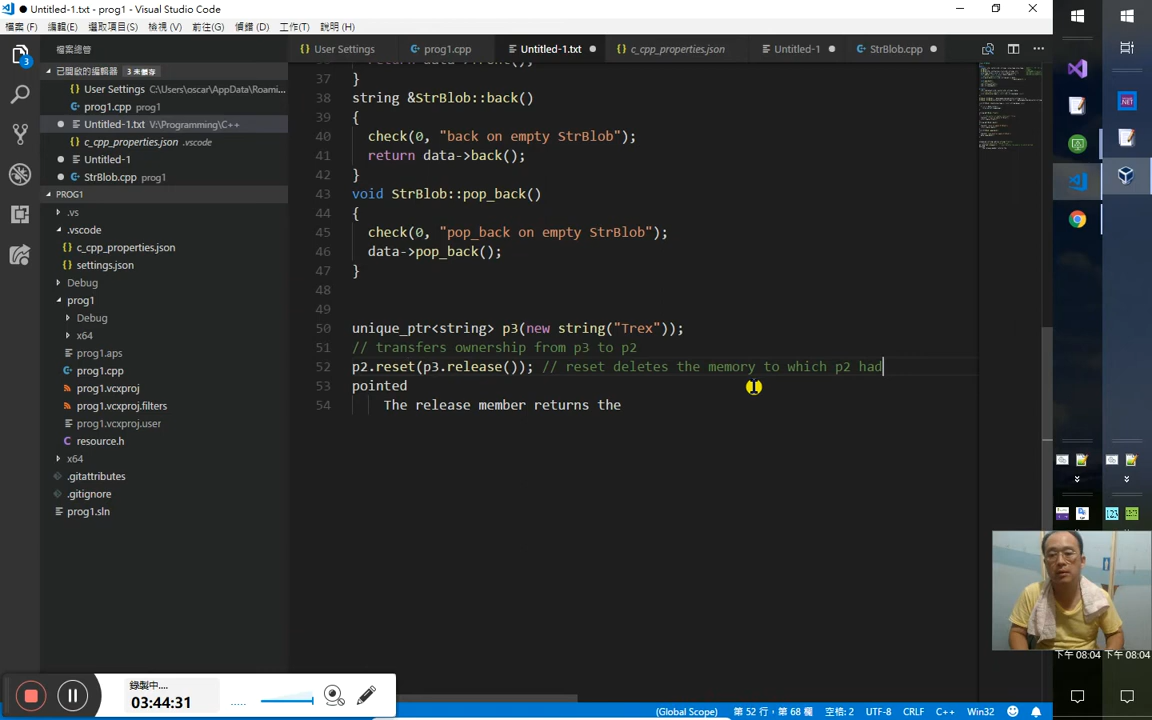 Untitled-1.txt - prog1 - Visual Studio Code
檔案 (F) 編輯(E) 選取項目(S) 檢視 (V) 前往(G) 偵錯(D) 工作(T) 說明 (H)
檔案總管
User Settings prog1.cpp Untitled-1.txt c_cpp_properties.json Untitled-1 StrBlob.cpp
3
已開啟的編輯器 3 未儲存
User Settings C:\Users\oscar\AppData\Roami...
prog1.cpp prog1
Untitled-1.txt V:\Programming\C++
c_cpp_properties.json .vscode
Untitled-1
StrBlob.cpp prog1
PROG1
.vs
.vscode
c_cpp_properties.json
settings.json
Debug
prog1
Debug
x64
prog1.aps
prog1.cpp
prog1.vcxproj
prog1.vcxproj.filters
prog1.vcxproj.user
resource.h
x64
.gitattributes
.gitignore
prog1.sln
37 }
38 string &StrBlob::back()
39 {
40 check(0, "back on empty StrBlob");
41 return data->back();
42 }
43 void StrBlob::pop_back()
44 {
45 check(0, "pop_back on empty StrBlob");
46 data->pop_back();
47 }
48
49
50 unique_ptr<string> p3(new string("Trex"));
51 // transfers ownership from p3 to p2
52 p2.reset(p3.release()); // reset deletes the memory to which p2 had
53 pointed
54 The release member returns the
錄製中....
03:44:31
(Global Scope) 第 52 行，第 68 欄 空格: 2 UTF-8 CRLF C++ Win32
下午 08:04 下午 08:04